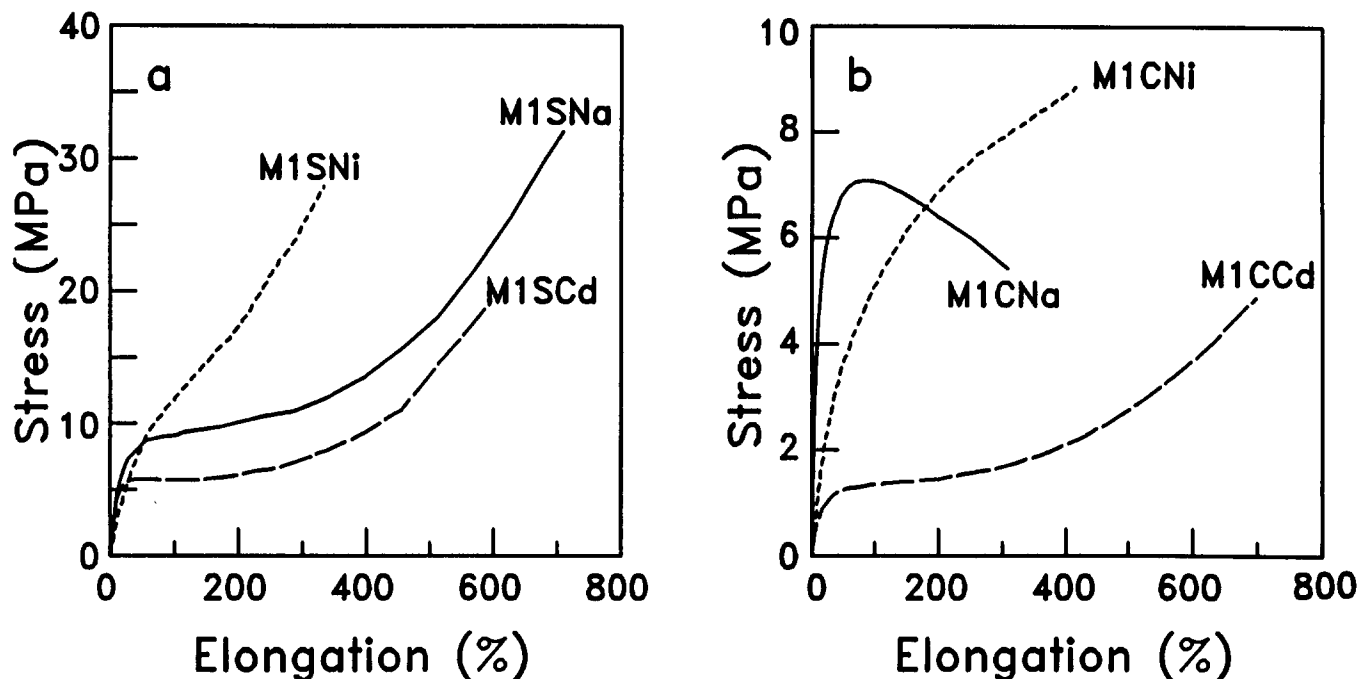 a
Stress (MPa)
40
30
20
10
0
M1SNi
M1SNa
M1SCd
0 200 400 600 800
Elongation (%)
b
Stress (MPa)
10
8
6
4
2
0
M1CNi
M1CNa
M1CCd
0 200 400 600 800
Elongation (%)